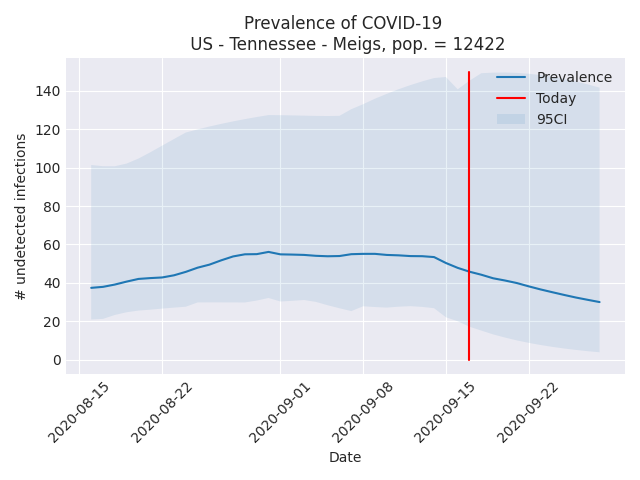 Prevalence of COVID-19
US - Tennessee - Meigs, pop. = 12422
Prevalence
Today
95CI
140
120
100
80
60
40
20
0
# undetected infections
2020-08-15
2020-08-22
2020-09-01
2020-09-08
2020-09-15
2020-09-22
Date